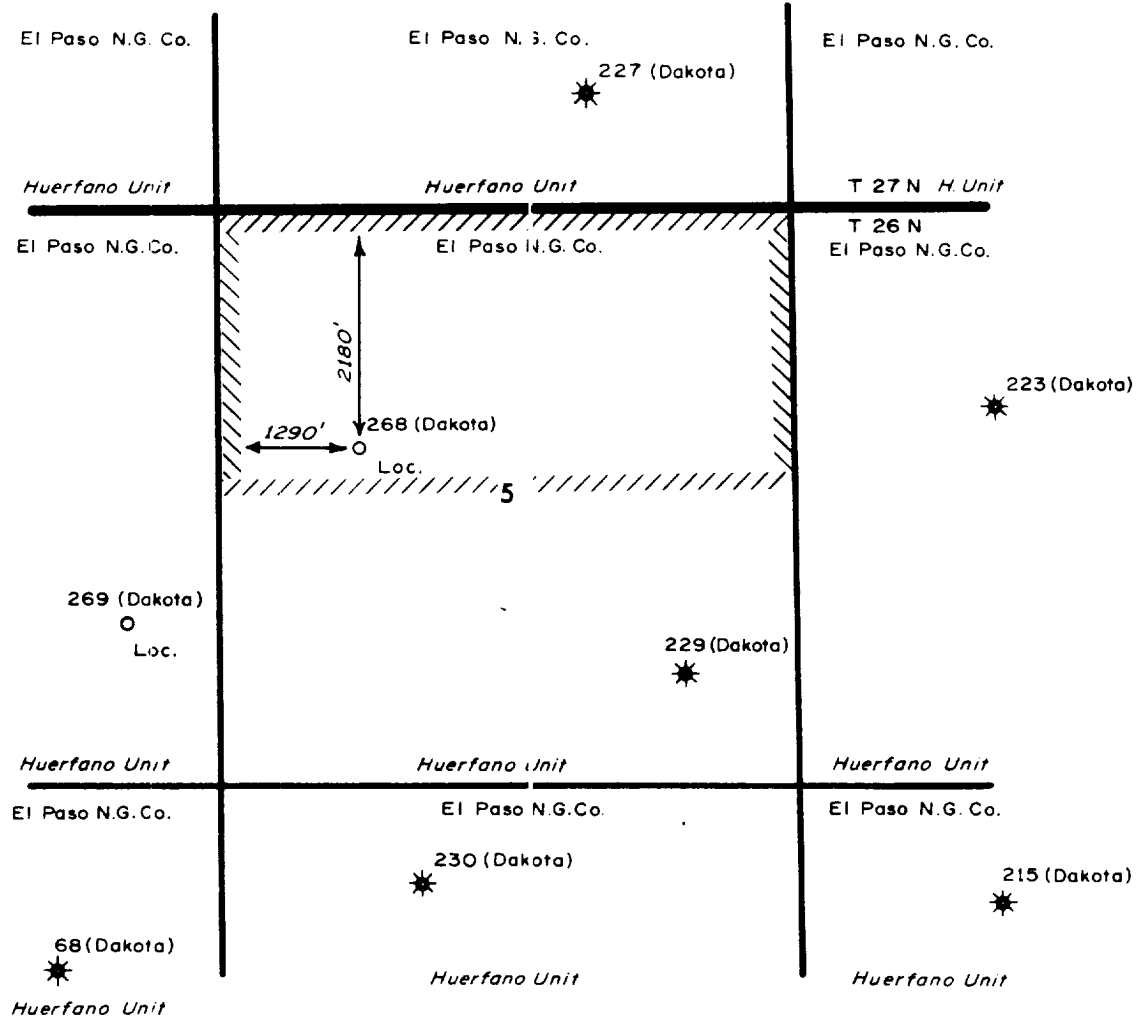 El Paso N.G. Co.
El Paso N. G. Co.
El Paso N.G. Co.
227 (Dakota)
Huerfano Unit
Huerfano Unit
T 27 N H. Unit
T 26 N
El Paso N.G. Co.
El Paso N.G. Co.
El Paso N.G. Co.
2180'
223 (Dakota)
1290'
268 (Dakota)
Loc.
5
269 (Dakota)
Loc.
229 (Dakota)
Huerfano Unit
Huerfano Unit
Huerfano Unit
El Paso N.G. Co.
El Paso N.G. Co.
El Paso N.G. Co.
230 (Dakota)
215 (Dakota)
68 (Dakota)
Huerfano Unit
Huerfano Unit
Huerfano Unit